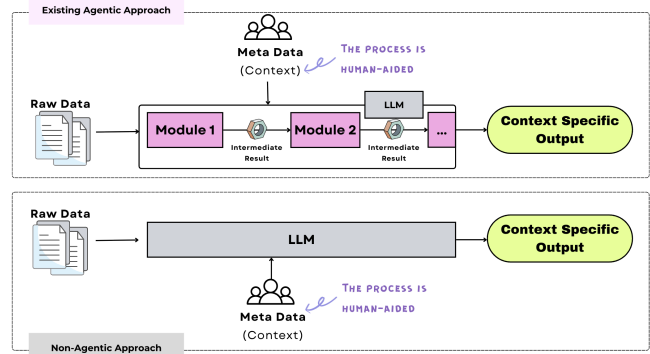 Existing Agentic Approach
Meta Data
(Context)
THE PROCESS IS
HUMAN-AIDED
Raw Data
LLM
Module 1
Module 2
...
Intermediate
Result
Intermediate
Result
Context Specific
Output
Raw Data
LLM
Context Specific
Output
Meta Data
(Context)
THE PROCESS IS
HUMAN-AIDED
Non-Agentic Approach